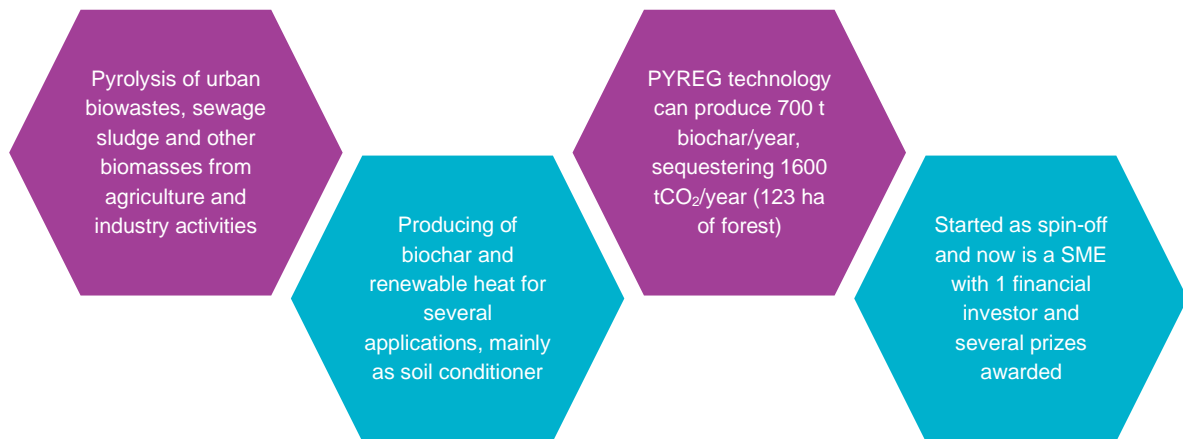 Pyrolysis of urban
biowastes, sewage
sludge and other
biomasses from
agriculture and
industry activities
Producing of
biochar and
renewable heat for
several
applications, mainly
as soil conditioner
PYREG technology
can produce 700 t
biochar/year,
sequestering 1600
tCO₂/year (123 ha
of forest)
Started as spin-off
and now is a SME
with 1 financial
investor and
several prizes
awarded